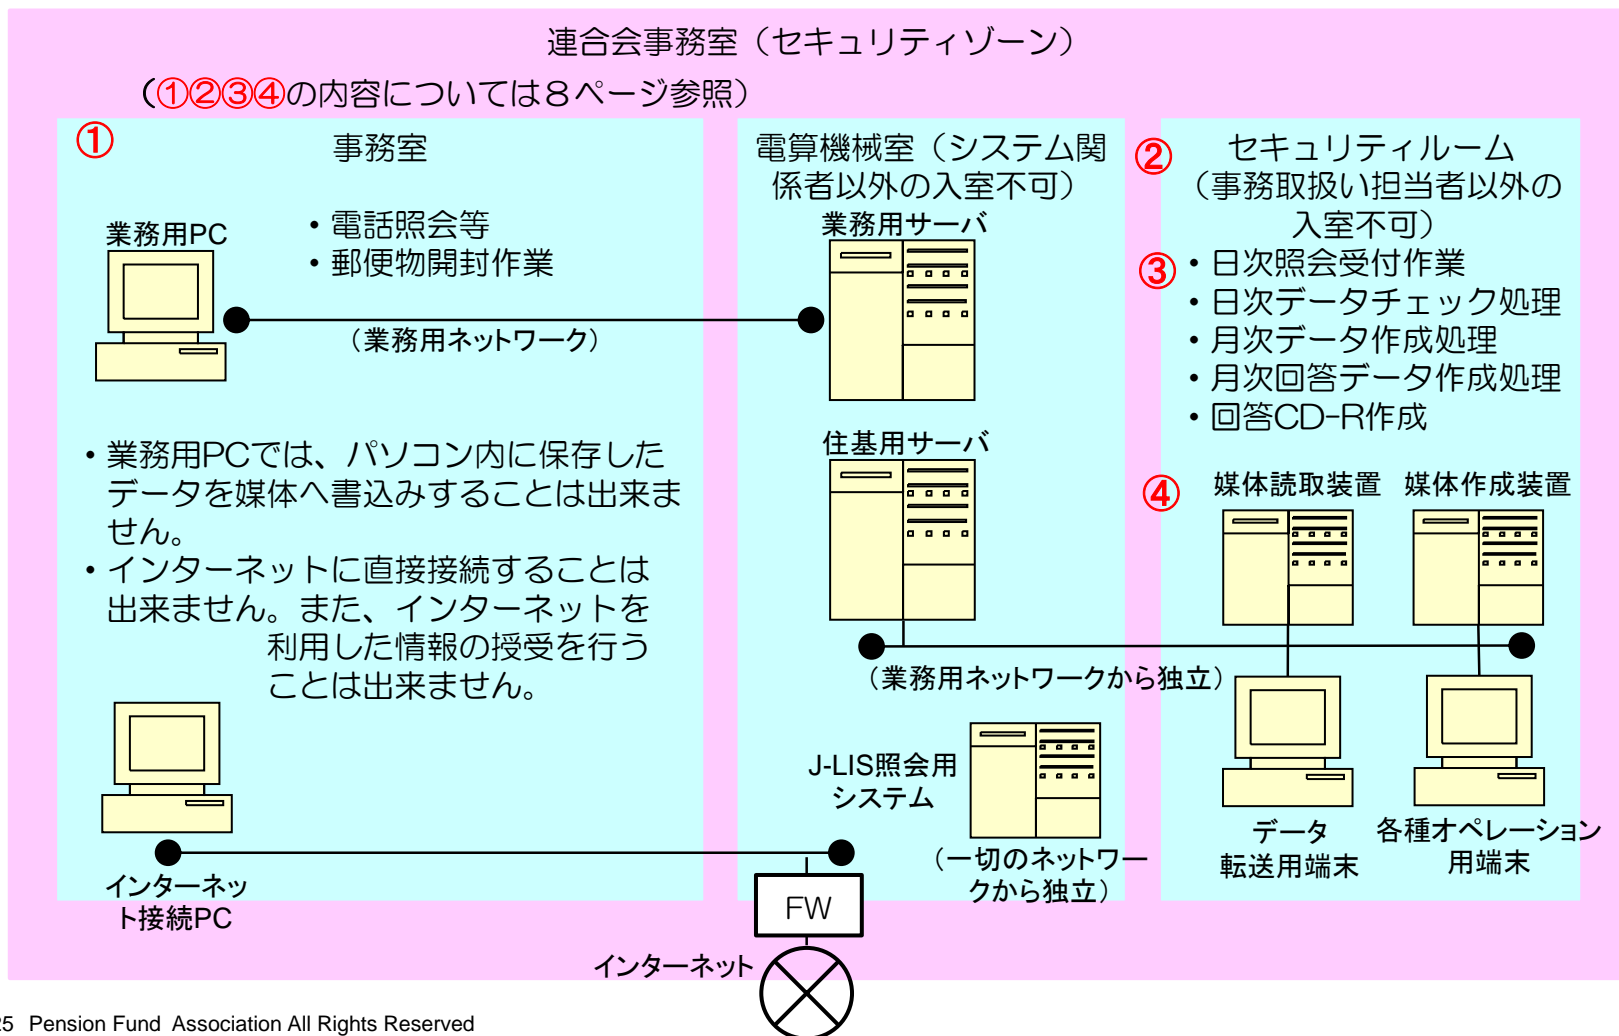 連合会事務室（セキュリティゾーン）
（①②③④の内容については８ページ参照）
①
事務室
業務用PC
・電話照会等
・郵便物開封作業
（業務用ネットワーク）
・業務用PCでは、パソコン内に保存した
データを媒体へ書込みすることは出来ま
せん。
・インターネットに直接接続することは
出来ません。また、インターネットを
利用した情報の授受を行う
ことは出来ません。
インターネッ
ト接続PC
電算機械室（システム関
係者以外の入室不可）
業務用サーバ
住基用サーバ
（業務用ネットワークから独立）
J-LIS照会用
システム
（一切のネットワー
クから独立）
FW
インターネット
②
セキュリティルーム
（事務取扱い担当者以外の
入室不可）
③
・日次照会受付作業
・日次データチェック処理
・月次データ作成処理
・月次回答データ作成処理
・回答CD-R作成
④
媒体読取装置
媒体作成装置
データ
転送用端末
各種オペレーション
用端末
25 Pension Fund Association All Rights Reserved